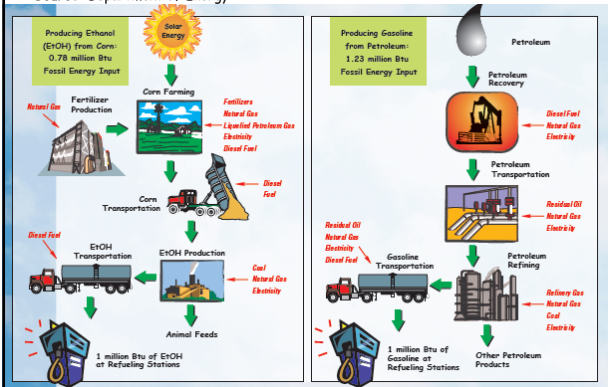 Source: Department of Energy
Producing Ethanol
(EtOH) from Corn:
0.78 million Btu
Fossil Energy Input
Solar
Energy
Fertilizer
Production
Natural Gas
Corn Farming
Fertilizers
Natural Gas
Liquefied Petroleum Gas
Electricity
Diesel Fuel
Corn
Transportation
Diesel
Fuel
Diesel Fuel
EtOH
Transportation
EtOH Production
Coal
Natural Gas
Electricity
Animal Feeds
1 million Btu of EtOH
at Refueling Stations
Producing Gasoline
from Petroleum:
1.23 million Btu
Fossil Energy Input
Petroleum
Petroleum
Recovery
Diesel Fuel
Natural Gas
Electricity
Petroleum
Transportation
Residual Oil
Natural Gas
Electricity
Residual Oil
Natural Gas
Electricity
Diesel Fuel
Gasoline
Transportation
Petroleum
Refining
Refinery Gas
Natural Gas
Coal
Electricity
1 million Btu of
Gasoline at
Refueling Stations
Other Petroleum
Products